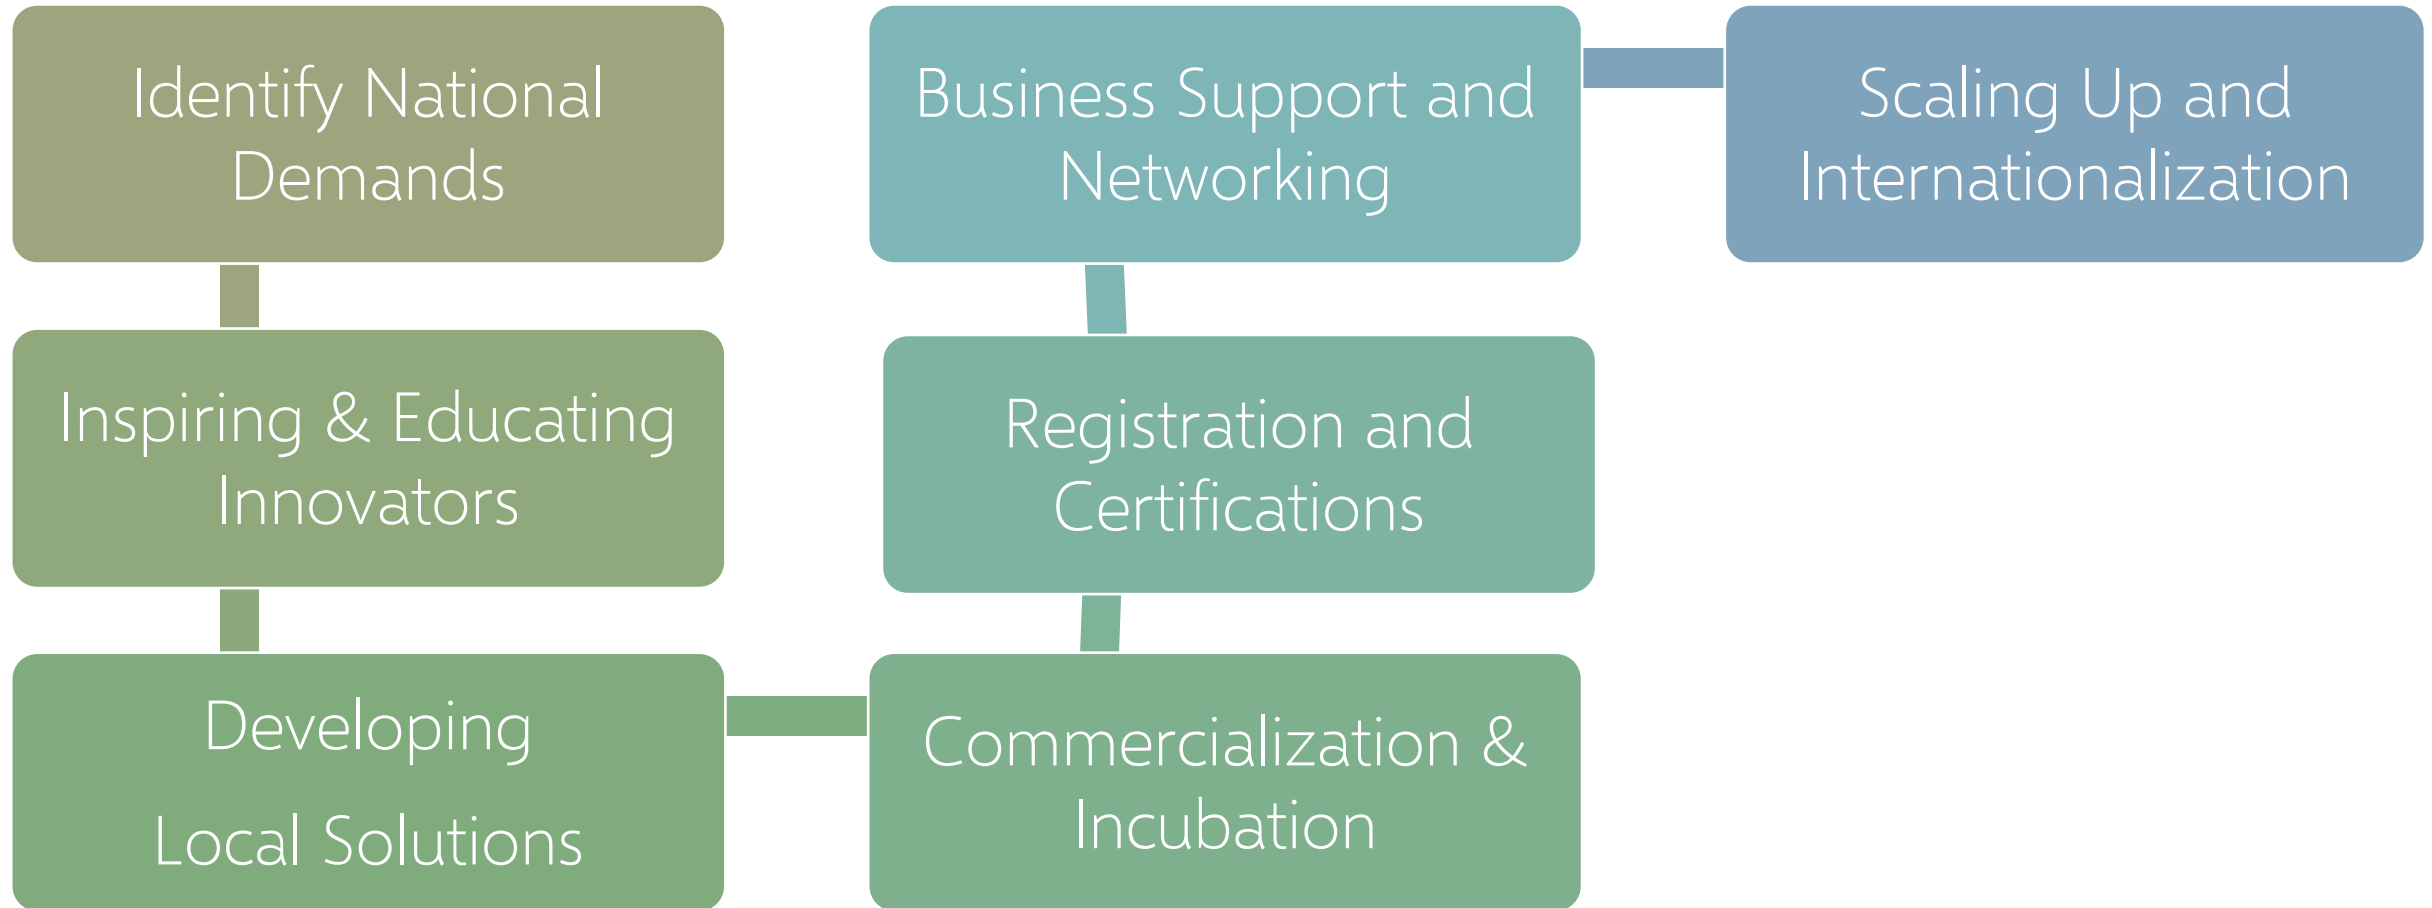 Identify National
Demands
Inspiring & Educating
Innovators
Developing
Local Solutions
Commercialization &
Incubation
Registration and
Certifications
Business Support and
Networking
Scaling Up and
Internationalization